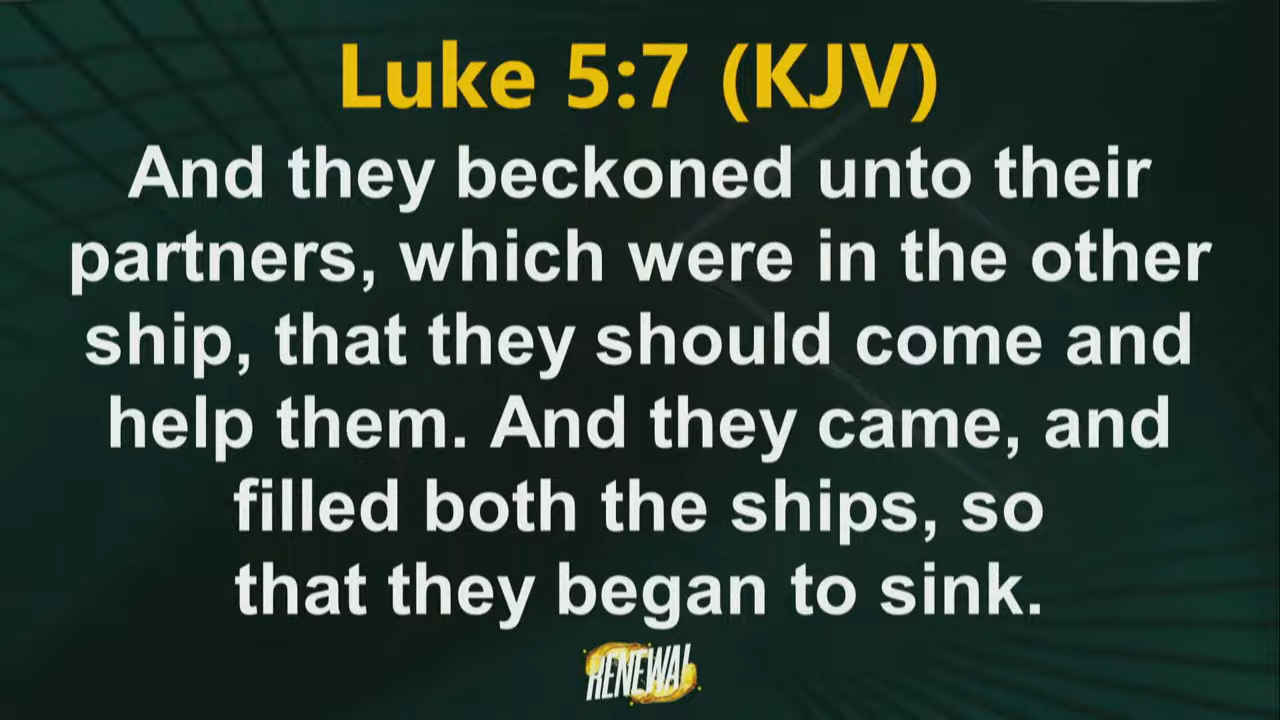 Luke 5:7 (KJV)
And they beckoned unto their
partners, which were in the other
ship, that they should come and
help them. And they came, and
filled both the ships, so
that they began to sink.
RENEWAL